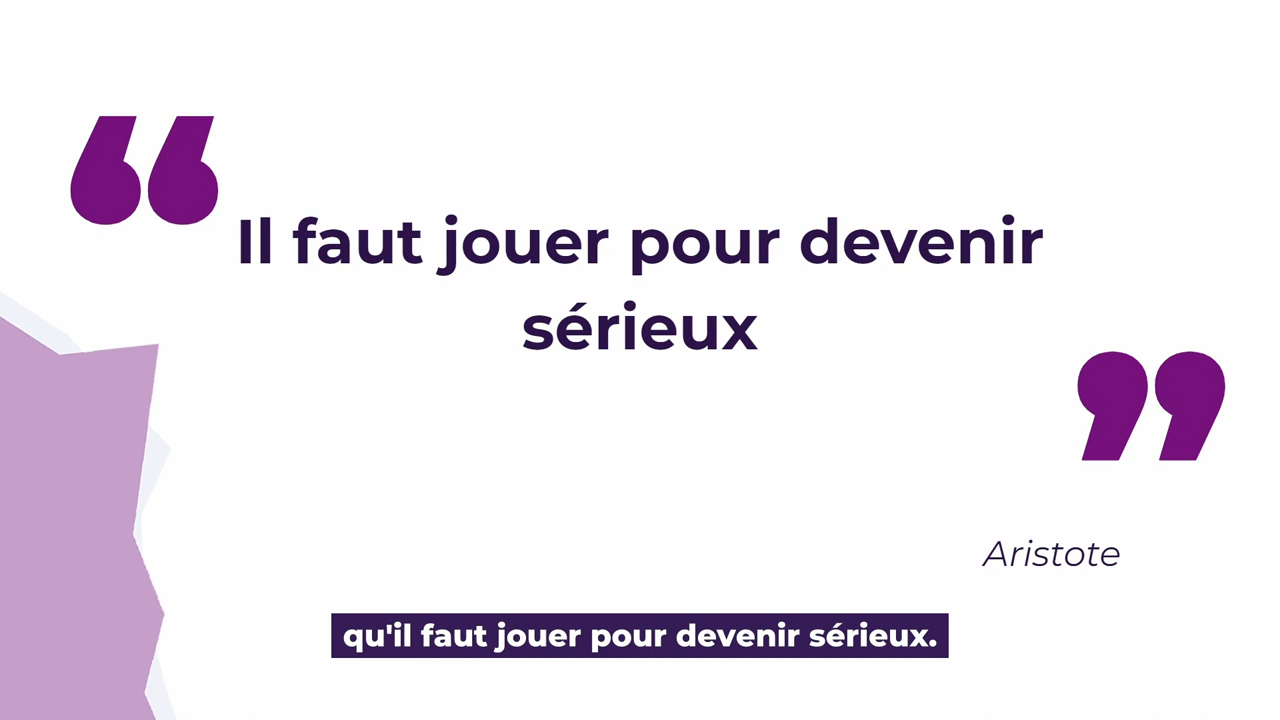 “
Il faut jouer pour devenir
sérieux
”
Aristote
qu'il faut jouer pour devenir sérieux.